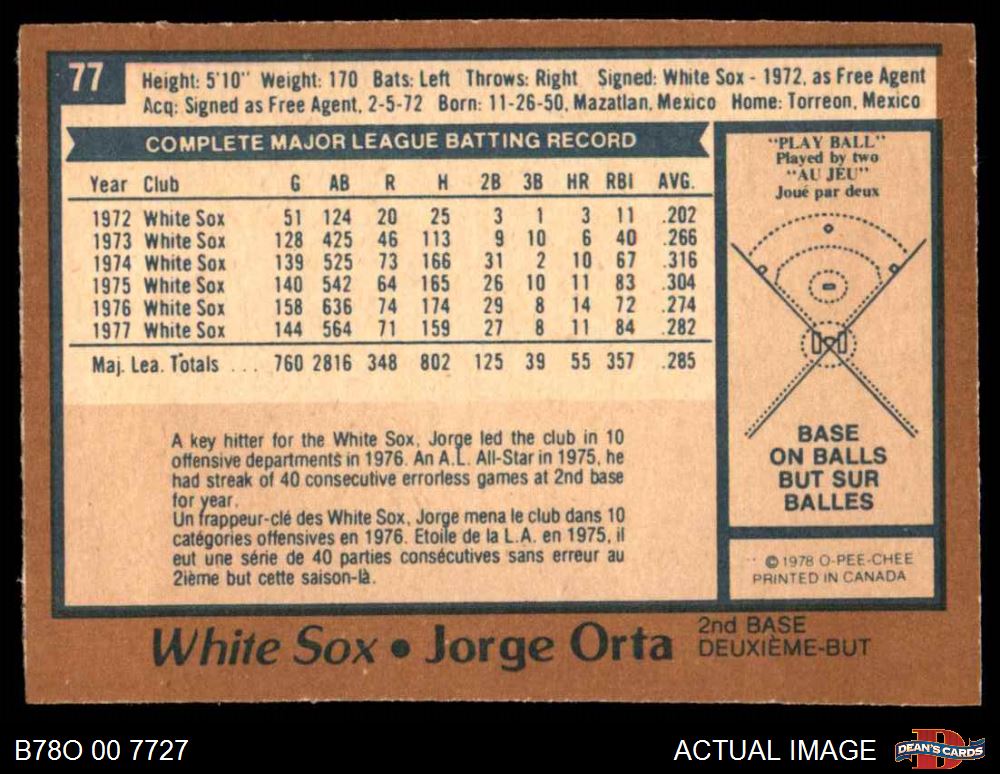 77
Height: 5'10" Weight: 170 Bats: Left Throws: Right Signed: White Sox - 1972, as Free Agent
Acq: Signed as Free Agent, 2-5-72 Born: 11-26-50, Mazatlan, Mexico Home: Torreon, Mexico
COMPLETE MAJOR LEAGUE BATTING RECORD
Year Club G AB R H 2B 3B HR RBI AVG.
1972 White Sox 51 124 20 25 3 1 3 11 .202
1973 White Sox 128 425 46 113 9 10 6 40 .266
1974 White Sox 139 525 73 166 31 2 10 67 .316
1975 White Sox 140 542 64 165 26 10 11 83 .304
1976 White Sox 158 636 74 174 29 8 14 72 .274
1977 White Sox 144 564 71 159 27 8 11 84 .282
Maj. Lea. Totals ... 760 2816 348 802 125 39 55 357 .285
A key hitter for the White Sox, Jorge led the club in 10
offensive departments in 1976. An A.L. All-Star in 1975, he
had streak of 40 consecutive errorless games at 2nd base
for year.
Un frappeur-clé des White Sox, Jorge mena le club dans 10
catégories offensives en 1976. Etoile de la L.A. en 1975, il
eut une série de 40 parties consécutives sans erreur au
2ième but cette saison-là.
"PLAY BALL"
Played by two
"AU JEU"
Joué par deux
BASE
ON BALLS
BUT SUR
BALLES
© 1978 O-PEE-CHEE
PRINTED IN CANADA
White Sox • Jorge Orta
2nd BASE
DEUXIÈME-BUT
B78O 00 7727
ACTUAL IMAGE
DEAN'S CARDS